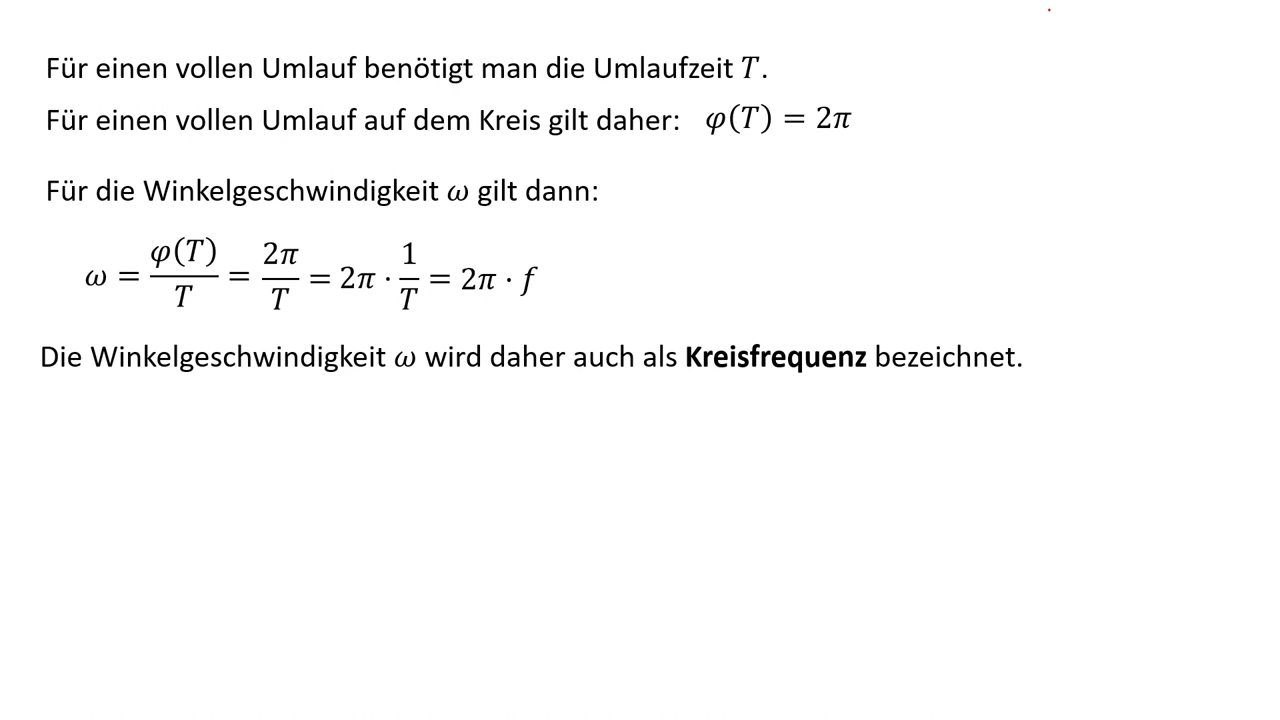 Für einen vollen Umlauf benötigt man die Umlaufzeit T.
Für einen vollen Umlauf auf dem Kreis gilt daher: φ(T) = 2π
Für die Winkelgeschwindigkeit ω gilt dann:
ω = φ(T)/T = 2π/T = 2π · 1/T = 2π · f
Die Winkelgeschwindigkeit ω wird daher auch als Kreisfrequenz bezeichnet.